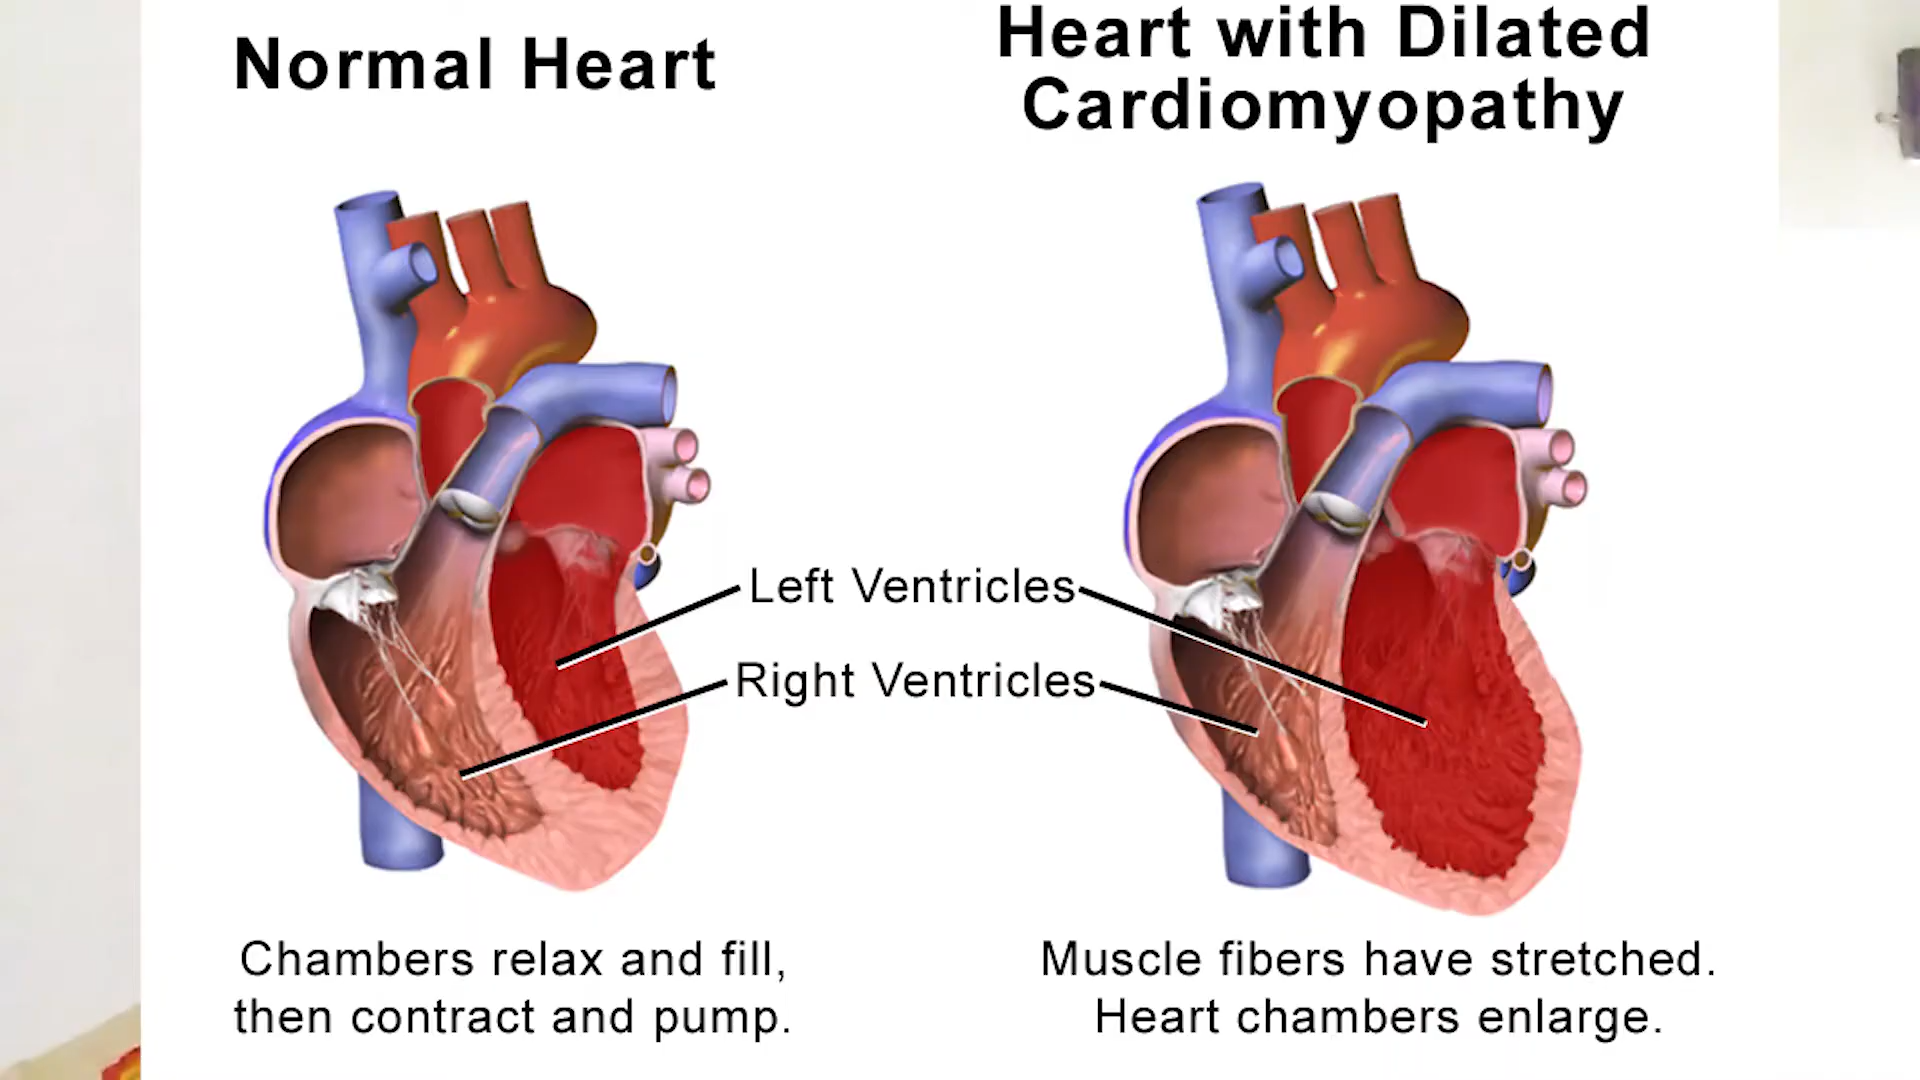 Normal Heart
Heart with Dilated
Cardiomyopathy
Left Ventricles
Right Ventricles
Chambers relax and fill,
then contract and pump.
Muscle fibers have stretched.
Heart chambers enlarge.